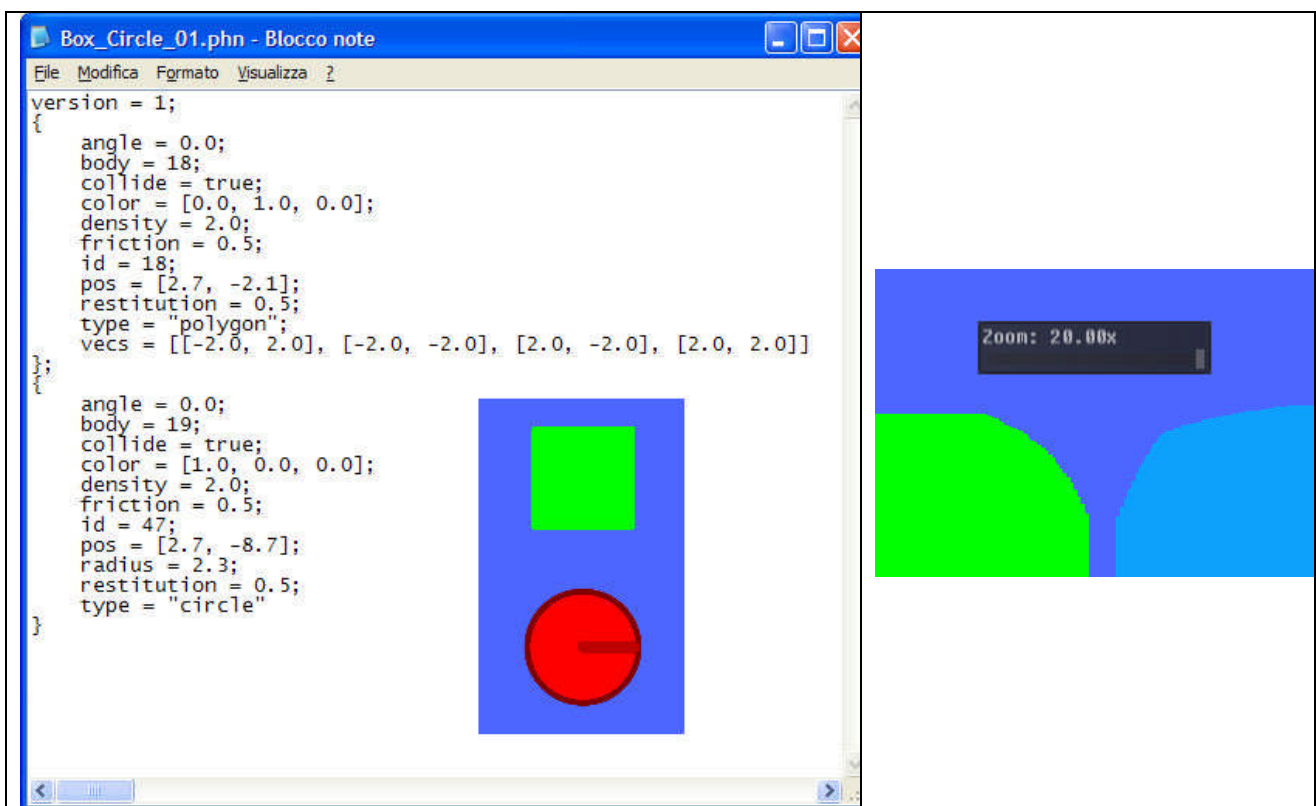 Box_Circle_01.phn - Blocco note
File Modifica Formato Visualizza ?
version = 1;
{
angle = 0.0;
body = 18;
collide = true;
color = [0.0, 1.0, 0.0];
density = 2.0;
friction = 0.5;
id = 18;
pos = [2.7, -2.1];
restitution = 0.5;
type = "polygon";
vecs = [[-2.0, 2.0], [-2.0, -2.0], [2.0, -2.0], [2.0, 2.0]]
};
{
angle = 0.0;
body = 19;
collide = true;
color = [1.0, 0.0, 0.0];
density = 2.0;
friction = 0.5;
id = 47;
pos = [2.7, -8.7];
radius = 2.3;
restitution = 0.5;
type = "circle"
}
Zoom: 20.00x